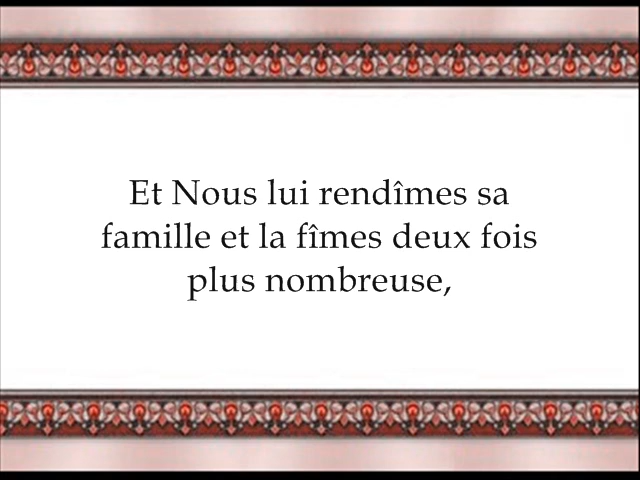 Et Nous lui rendîmes sa
famille et la fîmes deux fois
plus nombreuse,